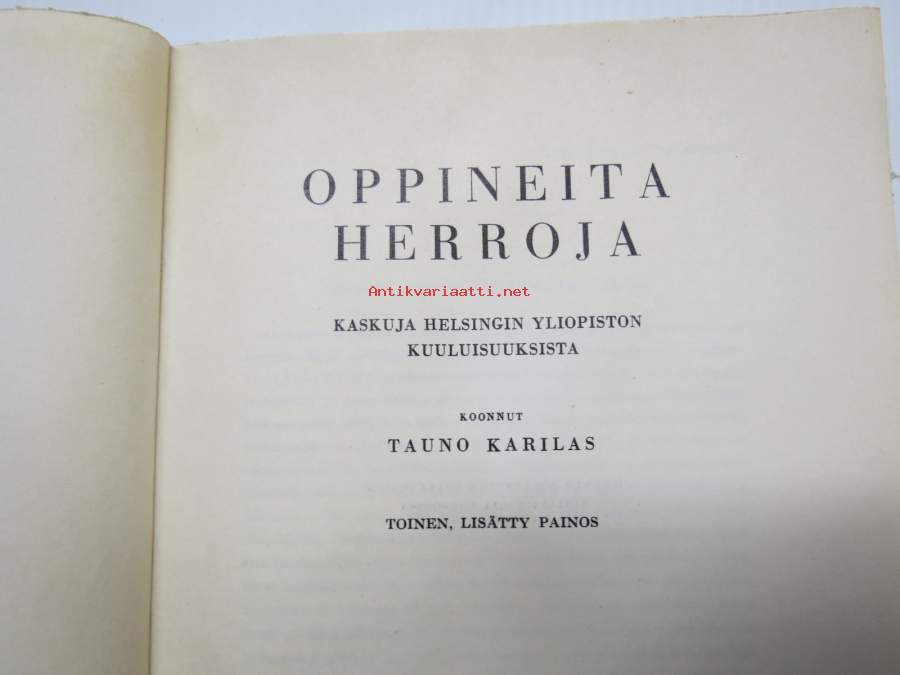 OPPINEITA
HERROJA
Antikvariaatti.net
KASKUJA HELSINGIN YLIOPISTON
KUULUISUUKSISTA
KOONNUT
TAUNO KARILAS
TOINEN, LISÄTTY PAINOS